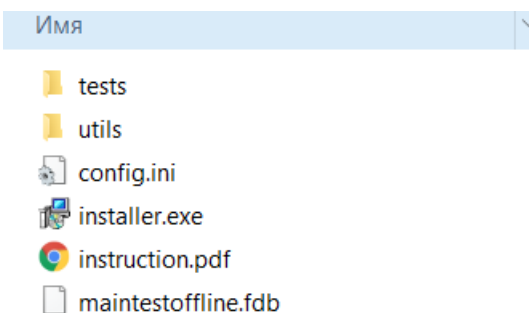 Имя
tests
utils
config.ini
installer.exe
instruction.pdf
maintestoffline.fdb